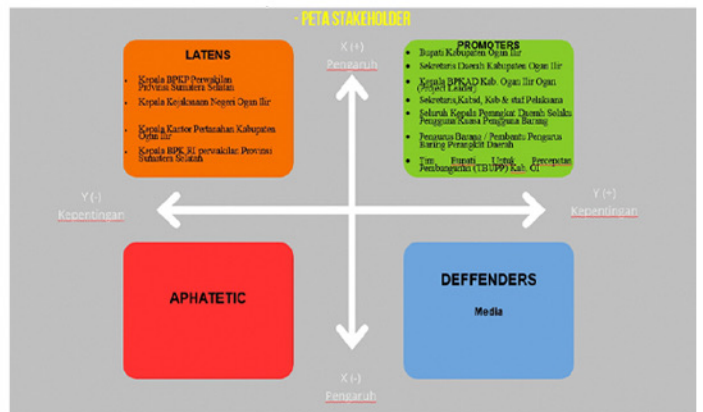 - PETA STAKEHOLDER
X (+)
Pengaruh
LATENS
• Kepala BPKP Perwakilan
Provinsi Sumatera Selatan
• Kepala Kejaksaan Negeri Ogan Ilir
• Kepala Kantor Pertanahan Kabupaten
Ogan Ilir
• Kepala BPK RI perwakilan Provinsi
Sumatera Selatan
PROMOTERS
• Bupati Kabupaten Ogan Ilir
• Sekretaris Daerah Kabupaten Ogan Ilir
• Kepala BPKAD Kab. Ogan Ilir Ogan
(Project Leader)
• Sekretaris,Kabid, Ksb & staf Pelaksana
• Seluruh Kepala Perangkat Daerah Selaku
Pengguna/Kuasa Pengguna Barang
• Pengurus Barang / Pembantu Pengurus
Barang Perangkat Daerah
• Tim Bupati Untuk Percepatan
Pembangunan (TBUPP) Kab. OI
Y (-)
Kepentingan
Y (+)
Kepentingan
APHATETIC
DEFFENDERS
Media
X (-)
Pengaruh